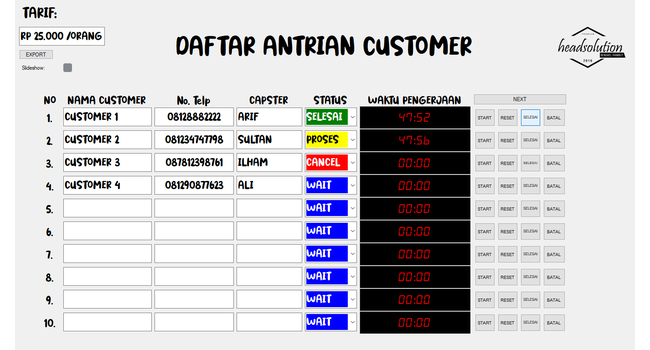 TARIF:
RP 25.000 /ORANG
EXPORT
Slideshow:
DAFTAR ANTRIAN CUSTOMER
headsolution
2018
NO NAMA CUSTOMER No. Telp CAPSTER STATUS WAKTU PENGERJAAN NEXT
1. CUSTOMER 1 08128882222 ARIF SELESAI 47:52 START RESET SELESAI BATAL
2. CUSTOMER 2 081234747798 SULTAN PROSES 47:56 START RESET SELESAI BATAL
3. CUSTOMER 3 087812398761 ILHAM CANCEL 00:00 START RESET SELESAI BATAL
4. CUSTOMER 4 081290877623 ALI WAIT 00:00 START RESET SELESAI BATAL
5. WAIT 00:00 START RESET SELESAI BATAL
6. WAIT 00:00 START RESET SELESAI BATAL
7. WAIT 00:00 START RESET SELESAI BATAL
8. WAIT 00:00 START RESET SELESAI BATAL
9. WAIT 00:00 START RESET SELESAI BATAL
10. WAIT 00:00 START RESET SELESAI BATAL